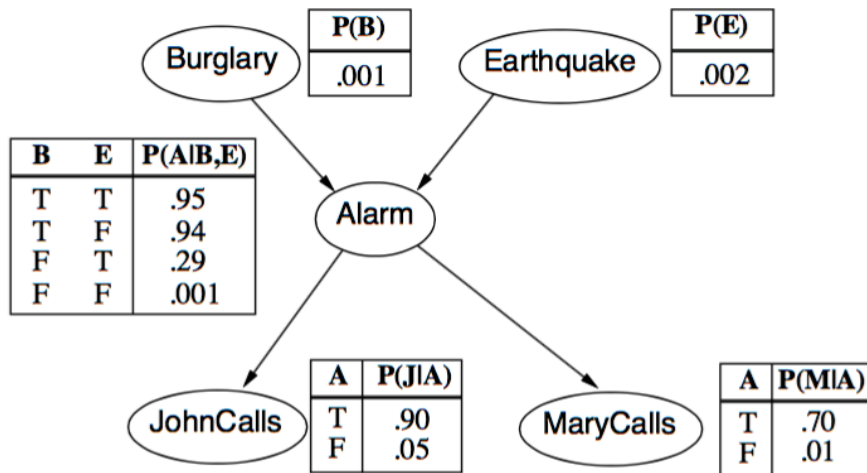 Burglary
P(B)
.001
Earthquake
P(E)
.002
B E P(A|B,E)
T T .95
T F .94
F T .29
F F .001
Alarm
JohnCalls
A P(J|A)
T .90
F .05
MaryCalls
A P(M|A)
T .70
F .01